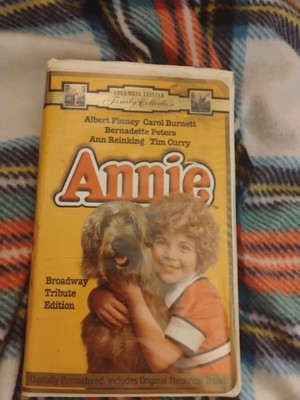 COLUMBIA TRISTAR
Family Collection
Albert Finney Carol Burnett
Bernadette Peters
Ann Reinking Tim Curry
Annie
TM
Broadway
Tribute
Edition
Digitally Remastered. Includes Original Theatrical Trailer